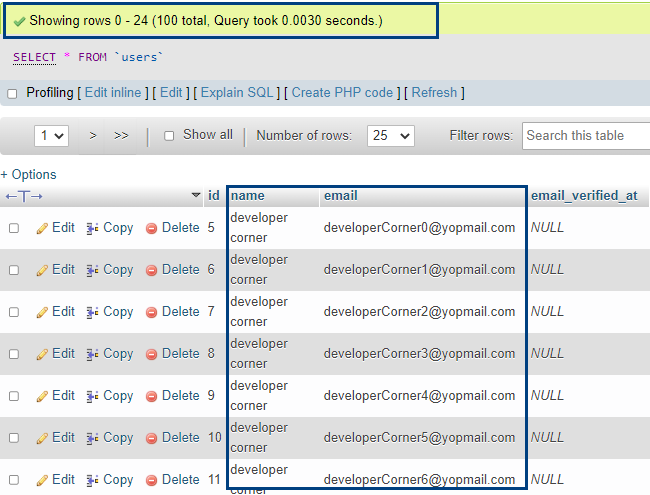 Showing rows 0 - 24 (100 total, Query took 0.0030 seconds.)
SELECT * FROM `users`
Profiling [ Edit inline ] [ Edit ] [ Explain SQL ] [ Create PHP code ] [ Refresh ]
1 > >> Show all Number of rows: 25 Filter rows: Search this table
+ Options
←T→ id name email email_verified_at
Edit Copy Delete 5 developer corner developerCorner0@yopmail.com NULL
Edit Copy Delete 6 developer corner developerCorner1@yopmail.com NULL
Edit Copy Delete 7 developer corner developerCorner2@yopmail.com NULL
Edit Copy Delete 8 developer corner developerCorner3@yopmail.com NULL
Edit Copy Delete 9 developer corner developerCorner4@yopmail.com NULL
Edit Copy Delete 10 developer corner developerCorner5@yopmail.com NULL
Edit Copy Delete 11 developer corner developerCorner6@yopmail.com NULL